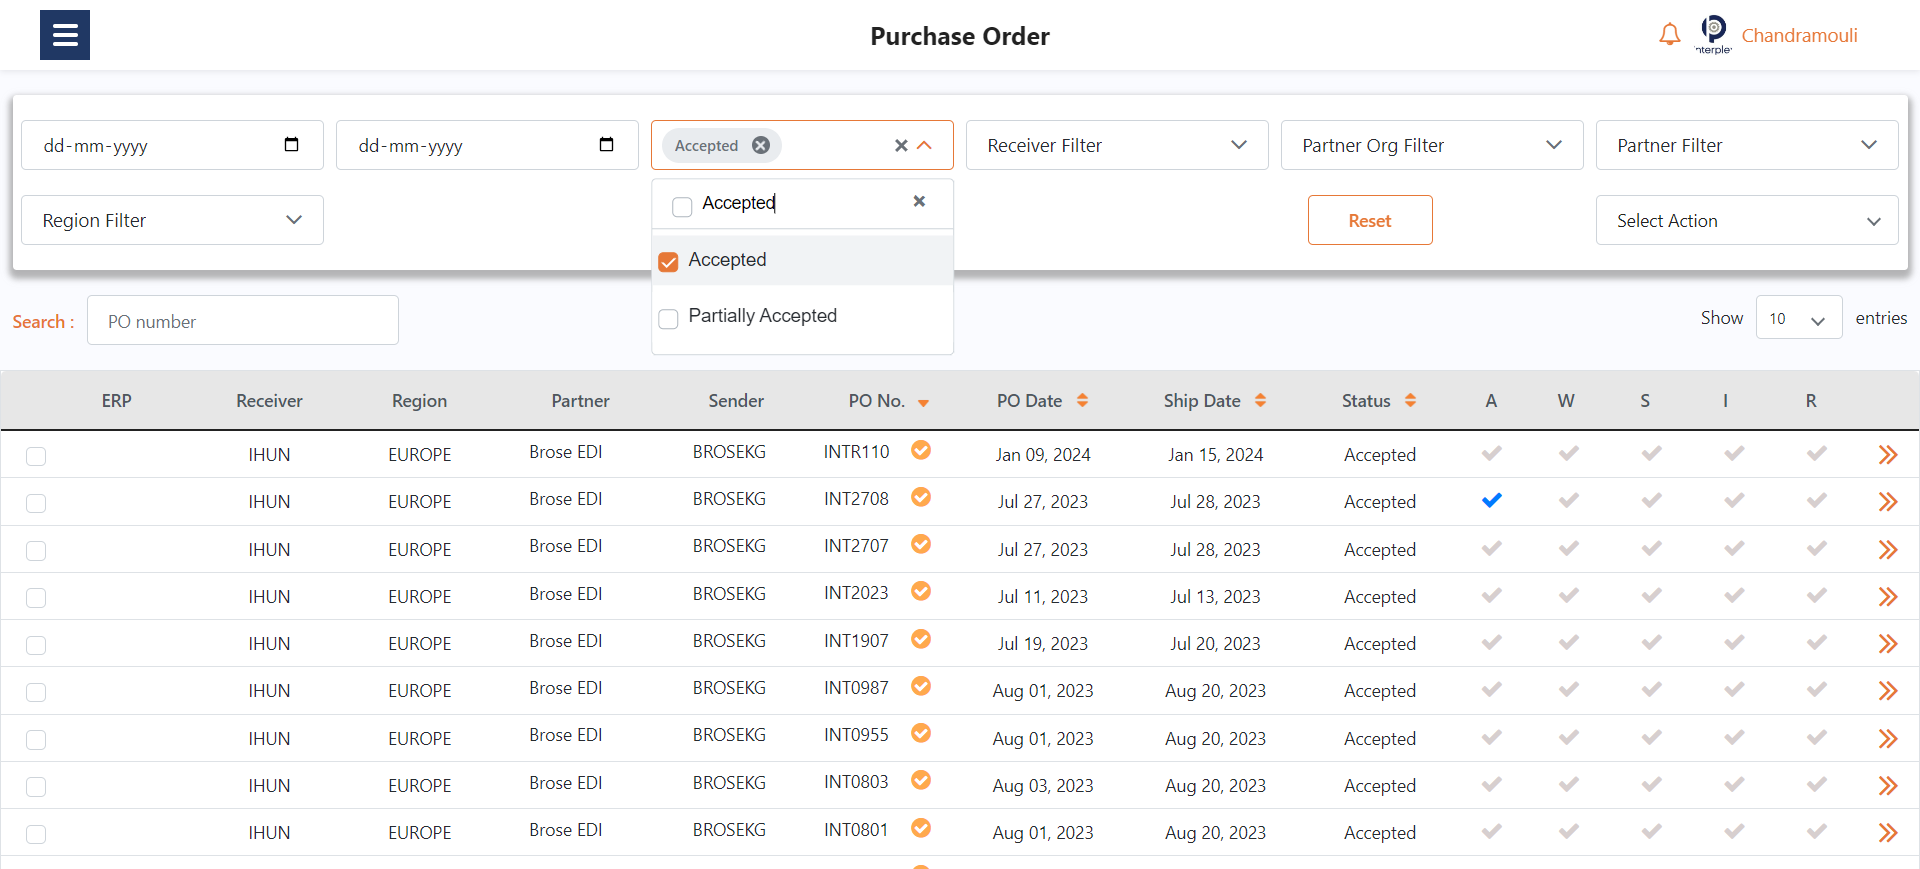 Purchase Order
nterple
Chandramouli
dd-mm-yyyy
dd-mm-yyyy
Accepted
Receiver Filter
Partner Org Filter
Partner Filter
Region Filter
Accepted
Reset
Select Action
Accepted
Partially Accepted
Search :
PO number
Show 10 entries
ERP Receiver Region Partner Sender PO No. PO Date Ship Date Status A W S I R
IHUN EUROPE Brose EDI BROSEKG INTR110 Jan 09, 2024 Jan 15, 2024 Accepted
IHUN EUROPE Brose EDI BROSEKG INT2708 Jul 27, 2023 Jul 28, 2023 Accepted
IHUN EUROPE Brose EDI BROSEKG INT2707 Jul 27, 2023 Jul 28, 2023 Accepted
IHUN EUROPE Brose EDI BROSEKG INT2023 Jul 11, 2023 Jul 13, 2023 Accepted
IHUN EUROPE Brose EDI BROSEKG INT1907 Jul 19, 2023 Jul 20, 2023 Accepted
IHUN EUROPE Brose EDI BROSEKG INT0987 Aug 01, 2023 Aug 20, 2023 Accepted
IHUN EUROPE Brose EDI BROSEKG INT0955 Aug 01, 2023 Aug 20, 2023 Accepted
IHUN EUROPE Brose EDI BROSEKG INT0803 Aug 03, 2023 Aug 20, 2023 Accepted
IHUN EUROPE Brose EDI BROSEKG INT0801 Aug 01, 2023 Aug 20, 2023 Accepted